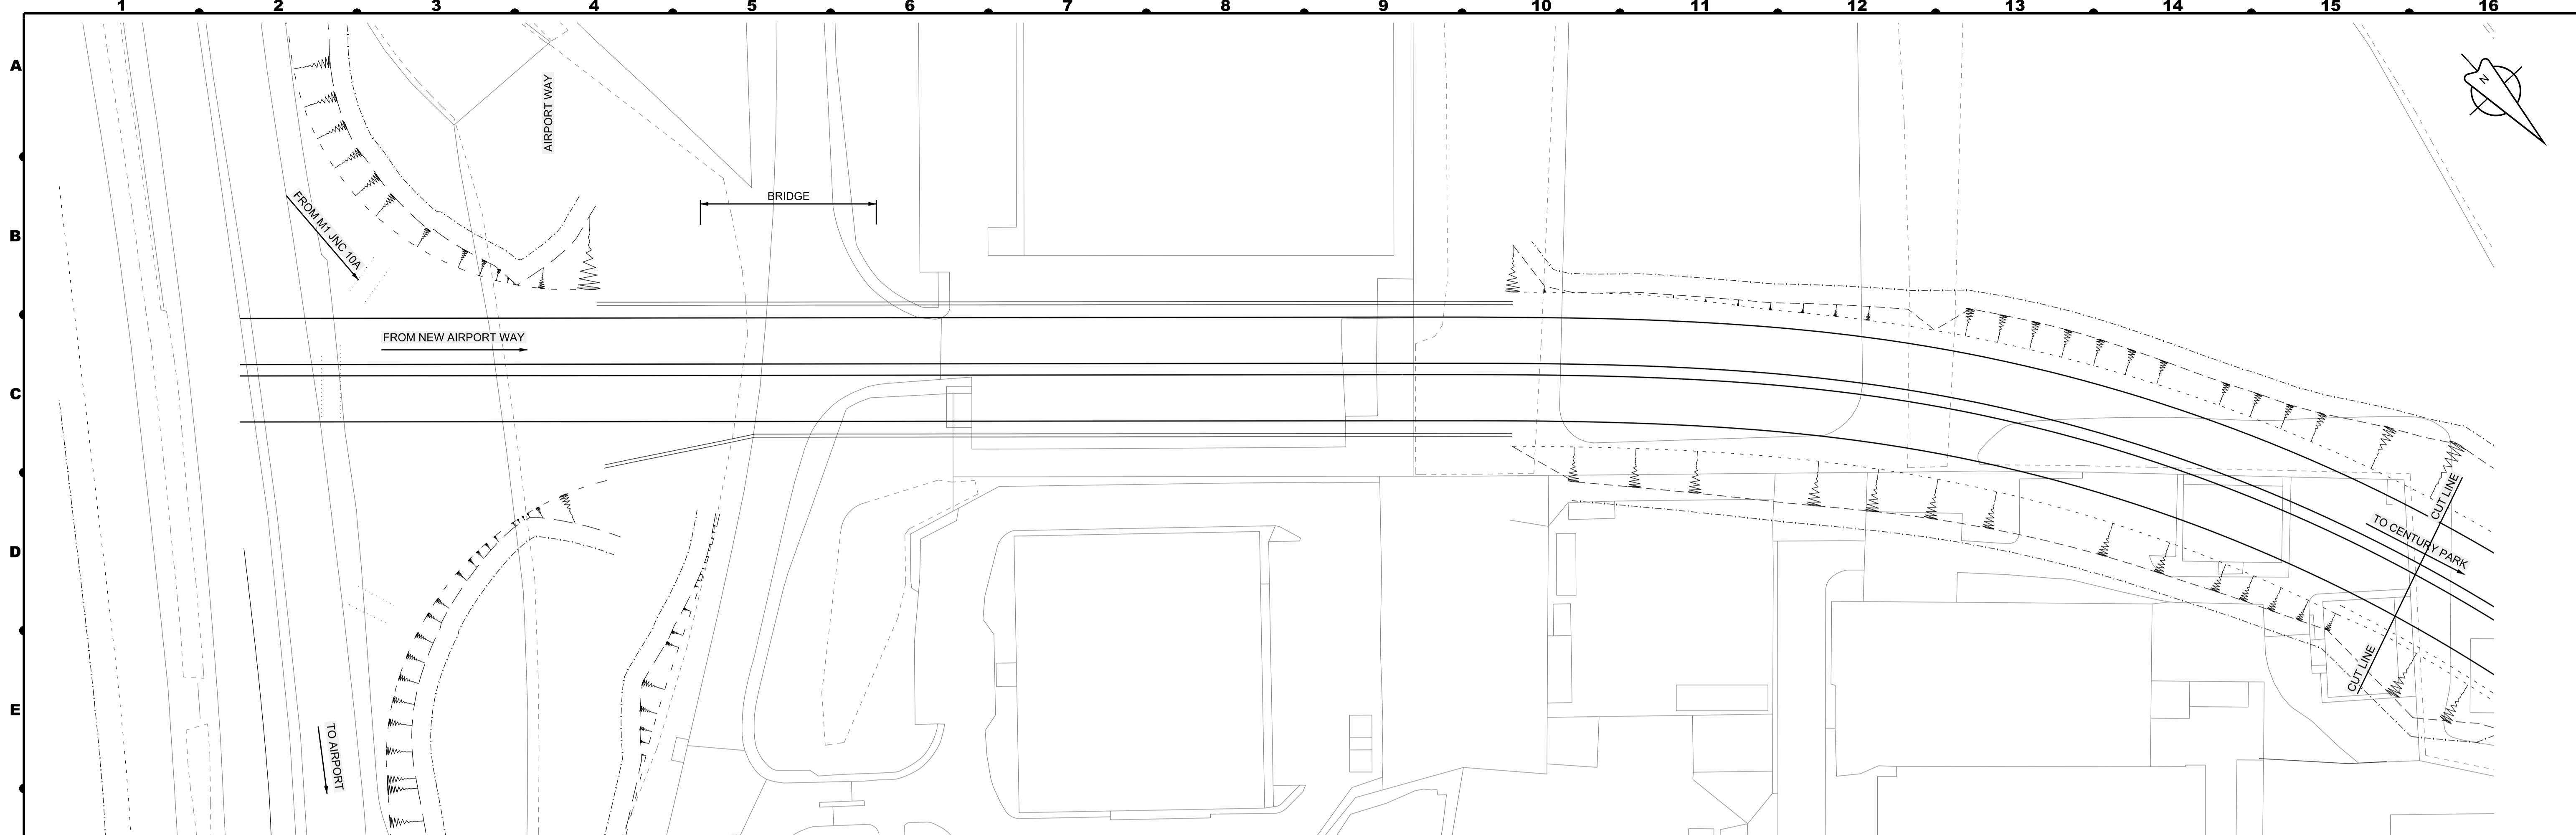 1 2 3 4 5 6 7 8 9 10 11 12 13 14 15 16
A
N
AIRPORT WAY
BRIDGE
FROM M1 JNC 10A
B
FROM NEW AIRPORT WAY
C
CUT LINE
TO CENTURY PARK
D
CUT LINE
E
TO AIRPORT